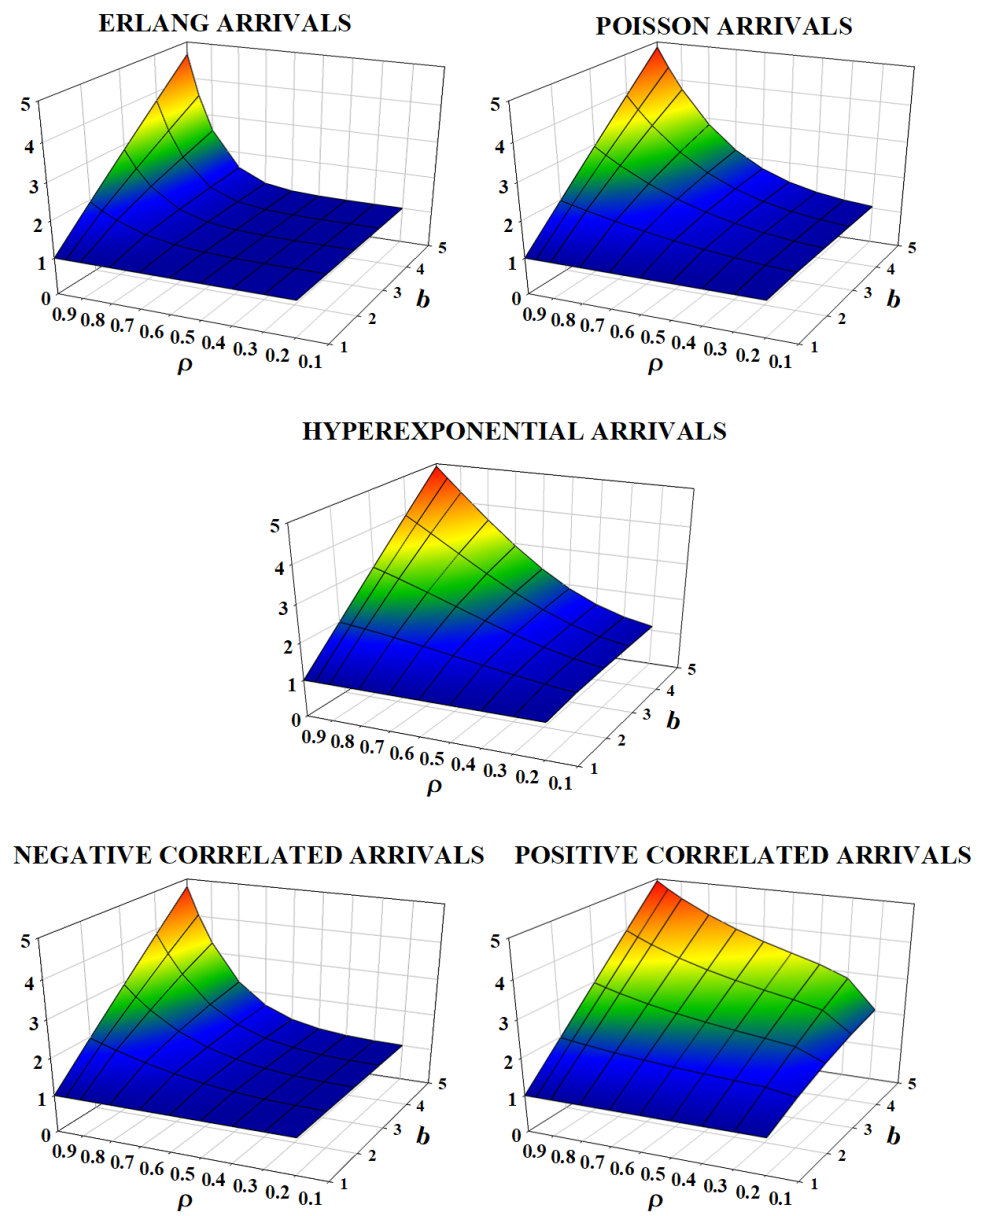 ERLANG ARRIVALS
5
4
3
2
1
0
0.9 0.8 0.7 0.6 0.5 0.4 0.3 0.2 0.1
ρ
1
2
3
4
5
b
POISSON ARRIVALS
5
4
3
2
1
0
0.9 0.8 0.7 0.6 0.5 0.4 0.3 0.2 0.1
ρ
1
2
3
4
5
b
HYPEREXPONENTIAL ARRIVALS
5
4
3
2
1
0
0.9 0.8 0.7 0.6 0.5 0.4 0.3 0.2 0.1
ρ
1
2
3
4
5
b
NEGATIVE CORRELATED ARRIVALS
5
4
3
2
1
0
0.9 0.8 0.7 0.6 0.5 0.4 0.3 0.2 0.1
ρ
1
2
3
4
5
b
POSITIVE CORRELATED ARRIVALS
5
4
3
2
1
0
0.9 0.8 0.7 0.6 0.5 0.4 0.3 0.2 0.1
ρ
1
2
3
4
5
b